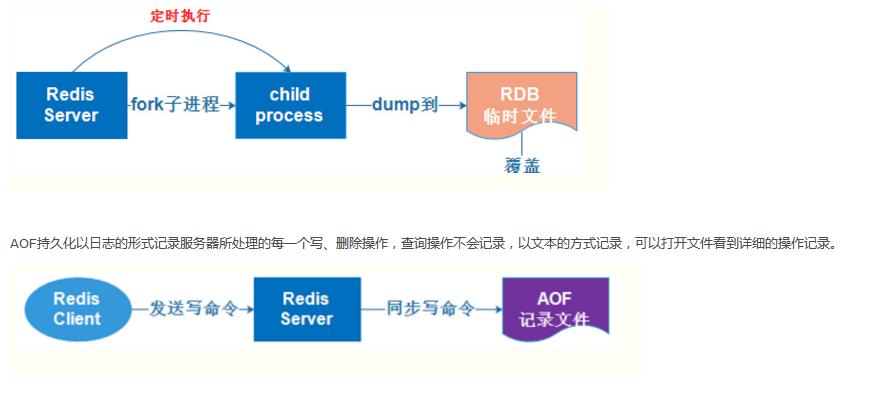 定时执行
Redis
Server
fork子进程
child
process
dump到
RDB
临时文件
覆盖
AOF持久化以日志的形式记录服务器所处理的每一个写、删除操作，查询操作不会记录，以文本的方式记录，可以打开文件看到详细的操作记录。
Redis
Client
发送写命令
Redis
Server
同步写命令
AOF
记录文件